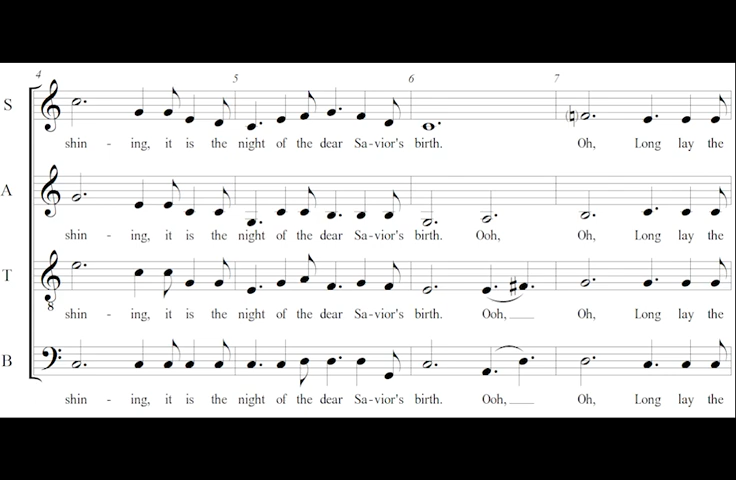 4 5 6 7
S
shin - ing, it is the night of the dear Sa-vior's birth. Oh, Long lay the
A
shin - ing, it is the night of the dear Sa-vior's birth. Ooh, Oh, Long lay the
T
8
shin - ing, it is the night of the dear Sa-vior's birth. Ooh, Oh, Long lay the
B
shin - ing, it is the night of the dear Sa-vior's birth. Ooh, Oh, Long lay the